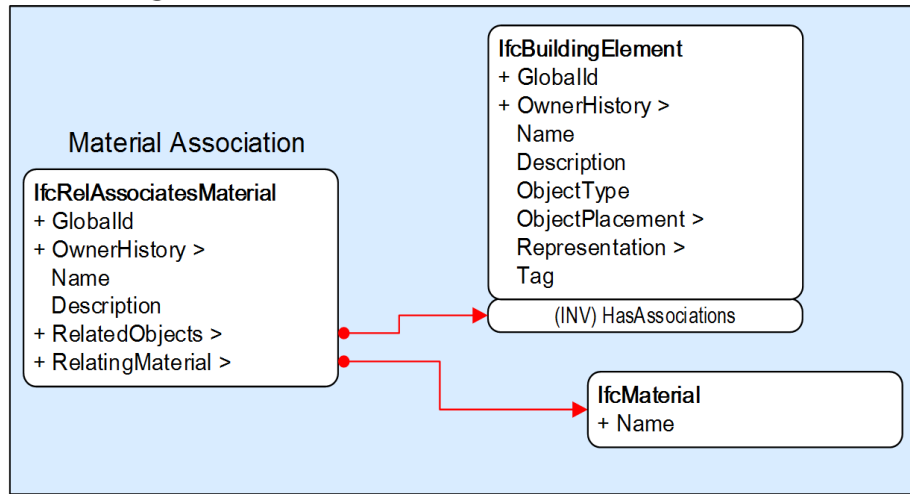 Material Association
IfcRelAssociatesMaterial
+ GlobalId
+ OwnerHistory >
Name
Description
+ RelatedObjects >
+ RelatingMaterial >
IfcBuildingElement
+ GlobalId
+ OwnerHistory >
Name
Description
ObjectType
ObjectPlacement >
Representation >
Tag
(INV) HasAssociations
IfcMaterial
+ Name